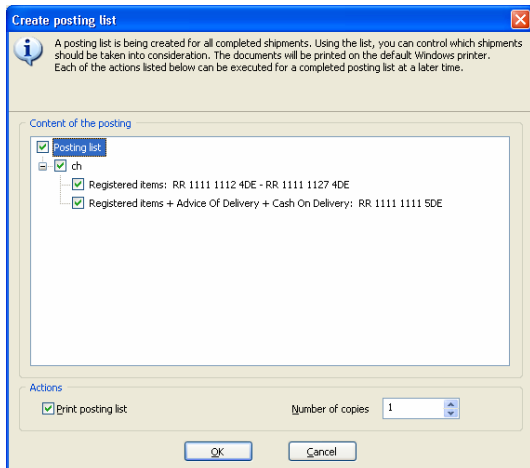 Create posting list
A posting list is being created for all completed shipments. Using the list, you can control which shipments
should be taken into consideration. The documents will be printed on the default Windows printer.
Each of the actions listed below can be executed for a completed posting list at a later time.
Content of the posting
Posting list
ch
Registered items: RR 1111 1112 4DE - RR 1111 1127 4DE
Registered items + Advice Of Delivery + Cash On Delivery: RR 1111 1111 5DE
Actions
Print posting list
Number of copies
1
OK
Cancel